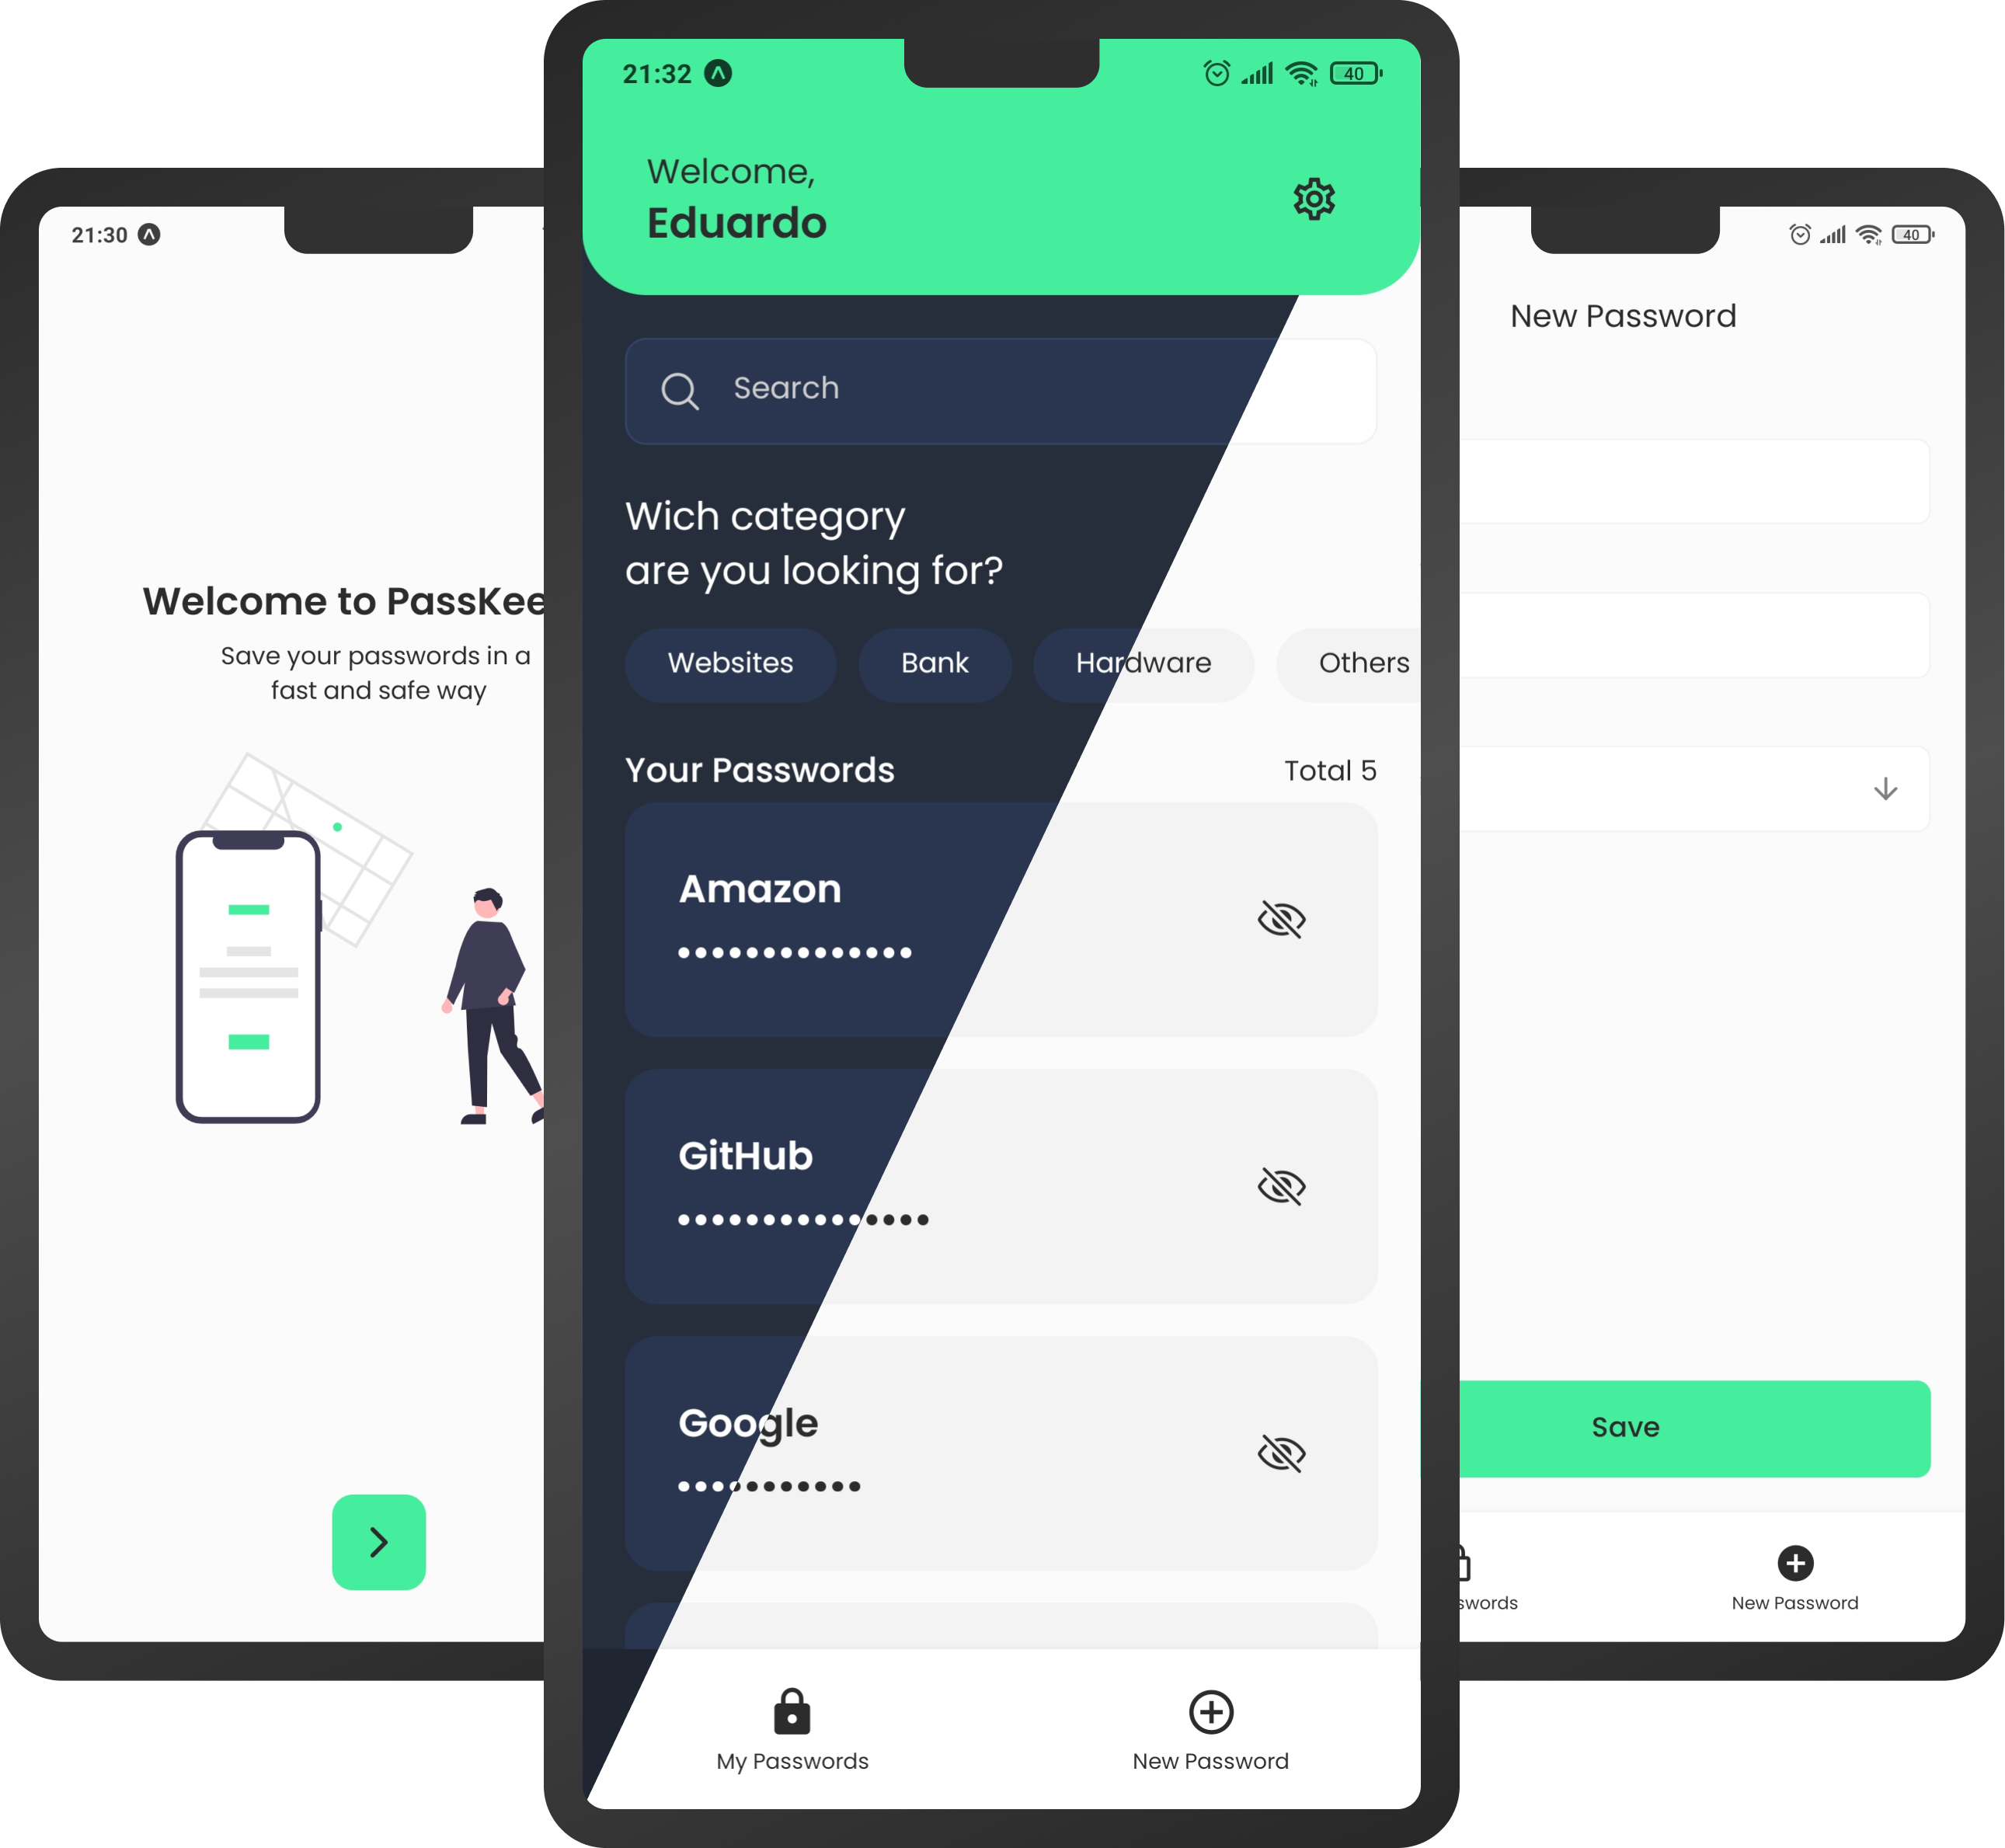 21:30
Welcome to PassKee
Save your passwords in a
fast and safe way
21:32
40
Welcome,
Eduardo
Search
Wich category
are you looking for?
Websites
Bank
Hardware
Others
Your Passwords
Total 5
Amazon
••••••••••••••
GitHub
•••••••••••••••
Google
•••••••••••
My Passwords
New Password
40
New Password
Save
swords
New Password